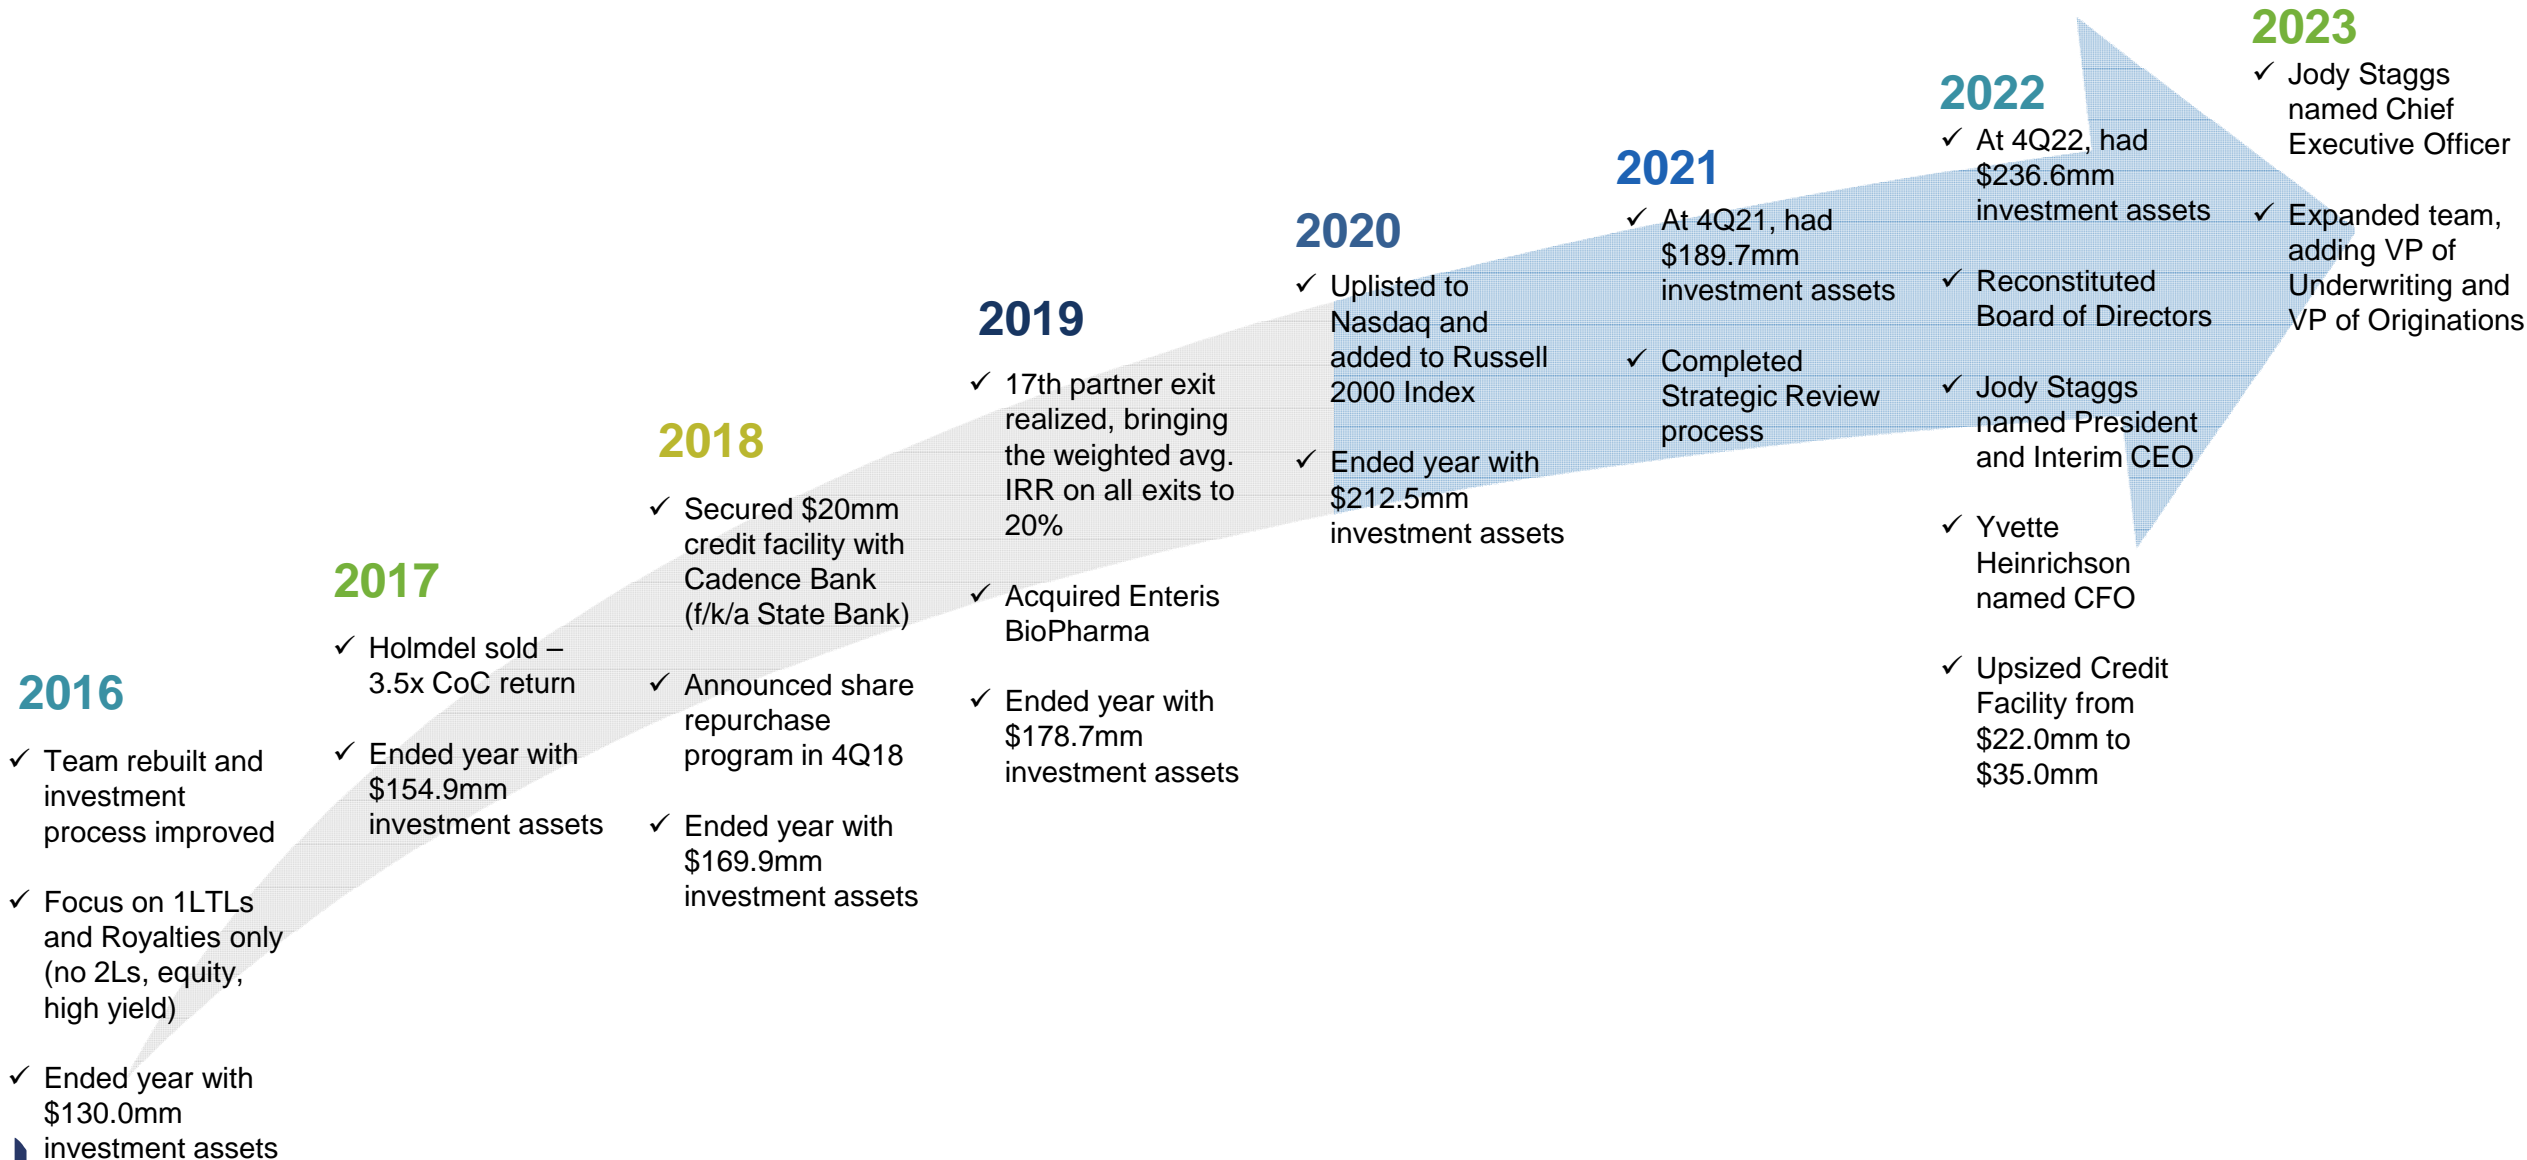 2016
✓ Team rebuilt and
investment
process improved
✓ Focus on 1LTLs
and Royalties only
(no 2Ls, equity,
high yield)
✓ Ended year with
$130.0mm
investment assets
2017
✓ Holmdel sold –
3.5x CoC return
✓ Ended year with
$154.9mm
investment assets
2018
✓ Secured $20mm
credit facility with
Cadence Bank
(f/k/a State Bank)
✓ Announced share
repurchase
program in 4Q18
✓ Ended year with
$169.9mm
investment assets
2019
✓ 17th partner exit
realized, bringing
the weighted avg.
IRR on all exits to
20%
✓ Acquired Enteris
BioPharma
✓ Ended year with
$178.7mm
investment assets
2020
✓ Uplisted to
Nasdaq and
added to Russell
2000 Index
✓ Ended year with
$212.5mm
investment assets
2021
✓ At 4Q21, had
$189.7mm
investment assets
✓ Completed
Strategic Review
process
2022
✓ At 4Q22, had
$236.6mm
investment assets
✓ Reconstituted
Board of Directors
✓ Jody Staggs
named President
and Interim CEO
✓ Yvette
Heinrichson
named CFO
✓ Upsized Credit
Facility from
$22.0mm to
$35.0mm
2023
✓ Jody Staggs
named Chief
Executive Officer
✓ Expanded team,
adding VP of
Underwriting and
VP of Originations